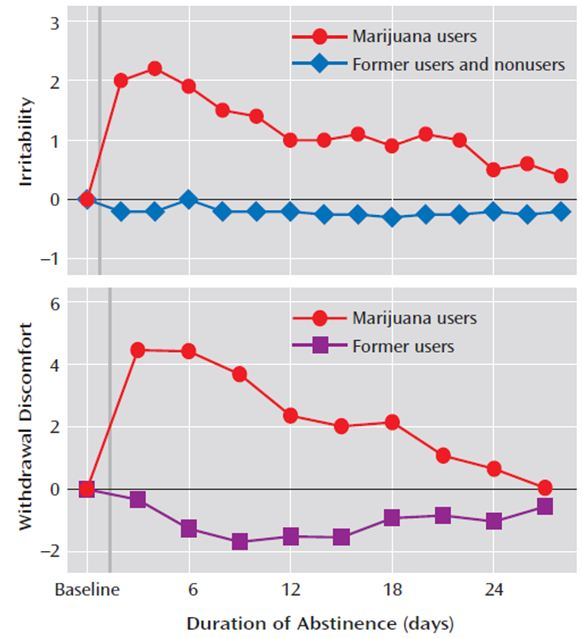 3
2
1
0
–1
Irritability
Marijuana users
Former users and nonusers
6
4
2
0
–2
Withdrawal Discomfort
Marijuana users
Former users
Baseline 6 12 18 24
Duration of Abstinence (days)